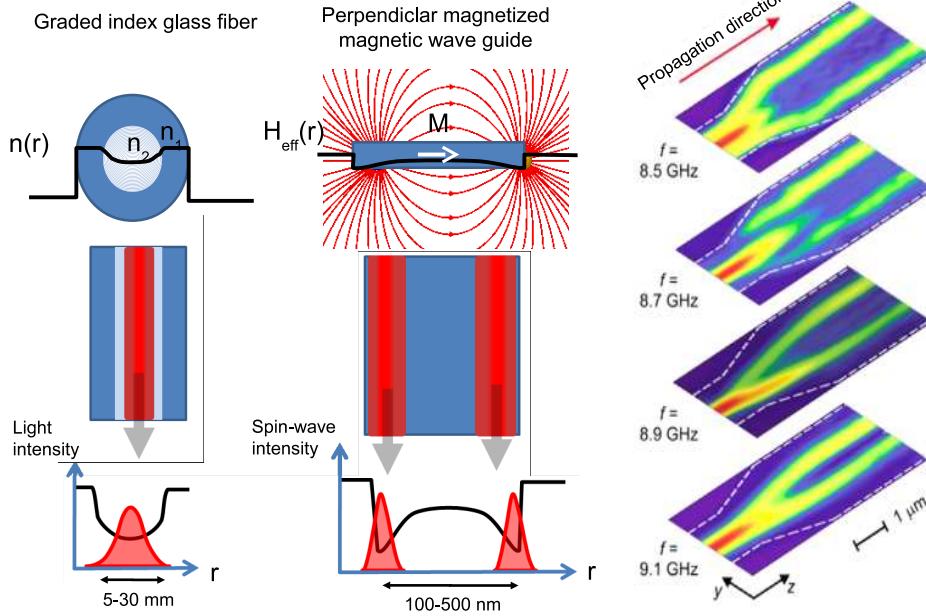 Graded index glass fiber
n(r)
n2
n1
Light
intensity
r
5-30 mm
Perpendiclar magnetized
magnetic wave guide
Heff(r)
M
Spin-wave
intensity
r
100-500 nm
Propagation direction
f =
8.5 GHz
f =
8.7 GHz
f =
8.9 GHz
f =
9.1 GHz
1 μm
y
z